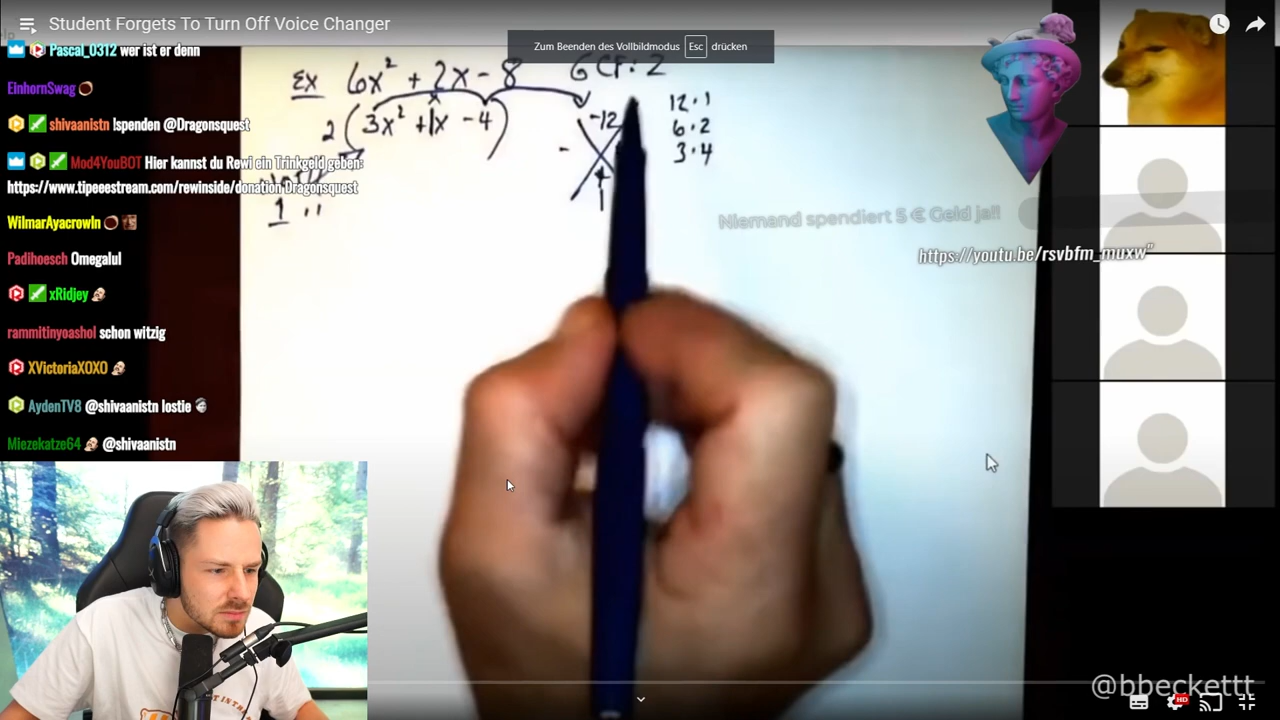 Student Forgets To Turn Off Voice Changer
Zum Beenden des Vollbildmodus Esc drücken
Pascal_0312 wer ist er denn
EinhornSwag
shivaanistn !spenden @Dragonsquest
Mod4YouBOT Hier kannst du Rewi ein Trinkgeld geben:
https://www.tipeeestream.com/rewinside/donation Dragonsquest
WilmarAyacrowIn
Padihoesch Omegalul
xRidjey
rammitinyoashol schon witzig
XVictoriaXOXO
AydenTV8 @shivaanistn lostie
Miezekatze64 @shivaanistn
EX 6x² + 2x - 8 GCF: 2
2 (3x² + 1x - 4)
-12
12·1
6·2
3·4
1
Niemand spendiert 5 € Geld ja!!
https://youtu.be/rsvbfm_muxw"
@bbeckettt
HD